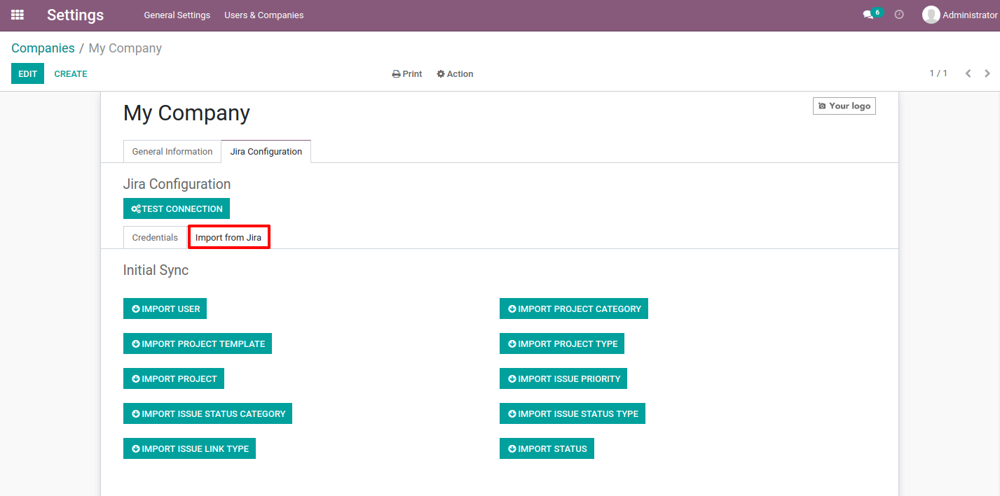 Settings General Settings Users & Companies 6 Administrator
Companies / My Company
EDIT CREATE Print Action 1 / 1
My Company Your logo
General Information Jira Configuration
Jira Configuration
TEST CONNECTION
Credentials Import from Jira
Initial Sync
IMPORT USER IMPORT PROJECT CATEGORY
IMPORT PROJECT TEMPLATE IMPORT PROJECT TYPE
IMPORT PROJECT IMPORT ISSUE PRIORITY
IMPORT ISSUE STATUS CATEGORY IMPORT ISSUE STATUS TYPE
IMPORT ISSUE LINK TYPE IMPORT STATUS